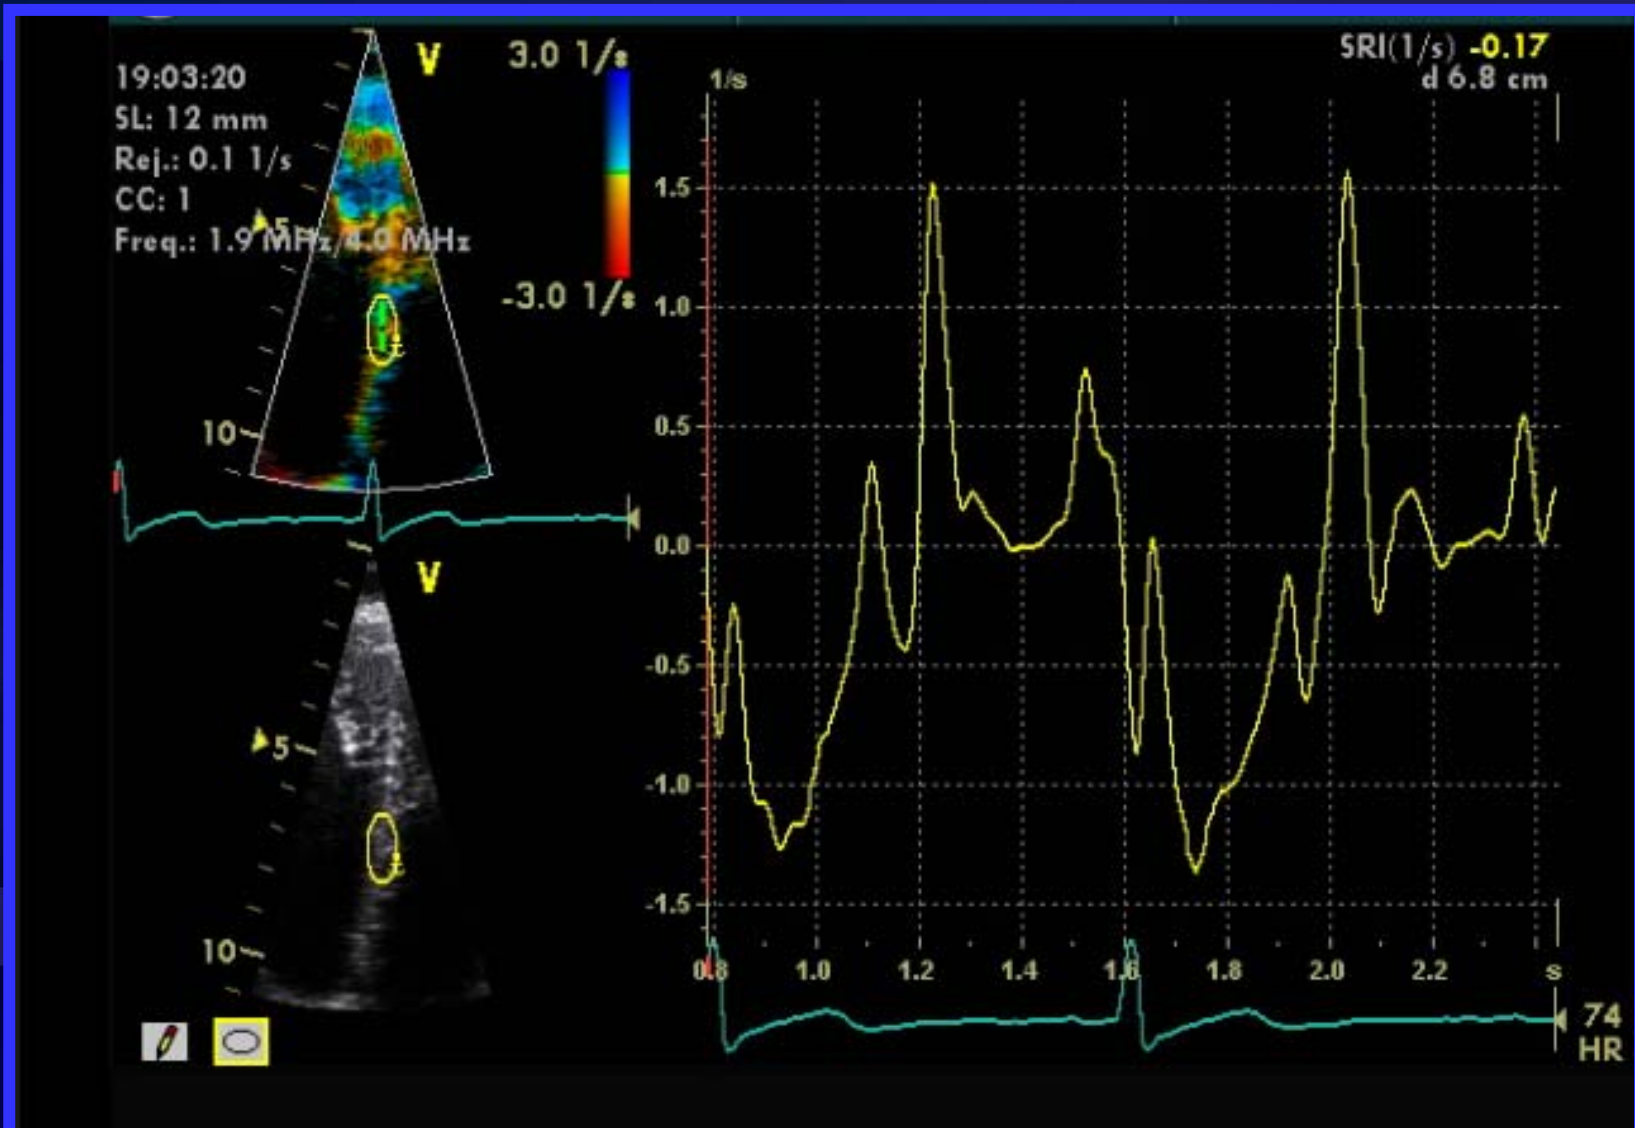 V
3.0 1/s
19:03:20
SL: 12 mm
Rej.: 0.1 1/s
CC: 1
5
Freq.: 1.9 MHz/4.0 MHz
-3.0 1/s
10
V
5
10
SRI(1/s) -0.17
d 6.8 cm
1/s
1.5
1.0
0.5
0.0
-0.5
-1.0
-1.5
0.8 1.0 1.2 1.4 1.6 1.8 2.0 2.2 s
74
HR